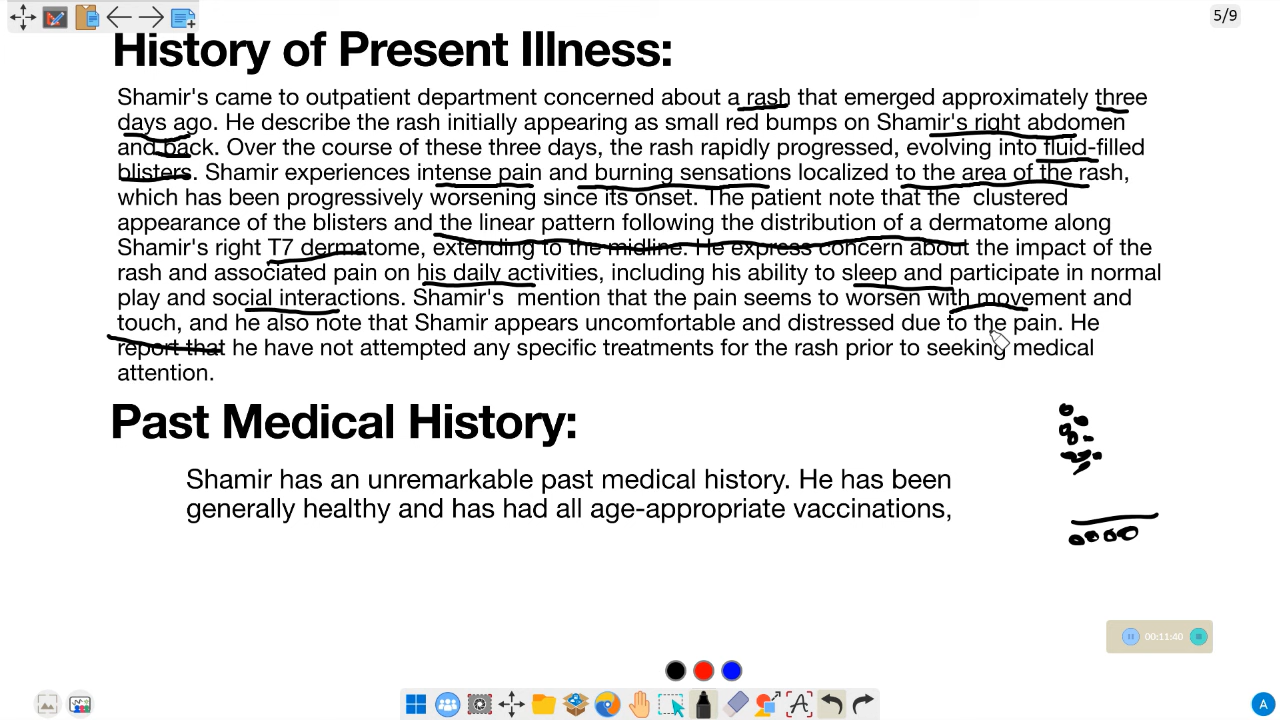 5/9
History of Present Illness:
Shamir's came to outpatient department concerned about a rash that emerged approximately three
days ago. He describe the rash initially appearing as small red bumps on Shamir's right abdomen
and back. Over the course of these three days, the rash rapidly progressed, evolving into fluid-filled
blisters. Shamir experiences intense pain and burning sensations localized to the area of the rash,
which has been progressively worsening since its onset. The patient note that the clustered
appearance of the blisters and the linear pattern following the distribution of a dermatome along
Shamir's right T7 dermatome, extending to the midline. He express concern about the impact of the
rash and associated pain on his daily activities, including his ability to sleep and participate in normal
play and social interactions. Shamir's mention that the pain seems to worsen with movement and
touch, and he also note that Shamir appears uncomfortable and distressed due to the pain. He
report that he have not attempted any specific treatments for the rash prior to seeking medical
attention.
Past Medical History:
Shamir has an unremarkable past medical history. He has been
generally healthy and has had all age-appropriate vaccinations,
00:11:40
A